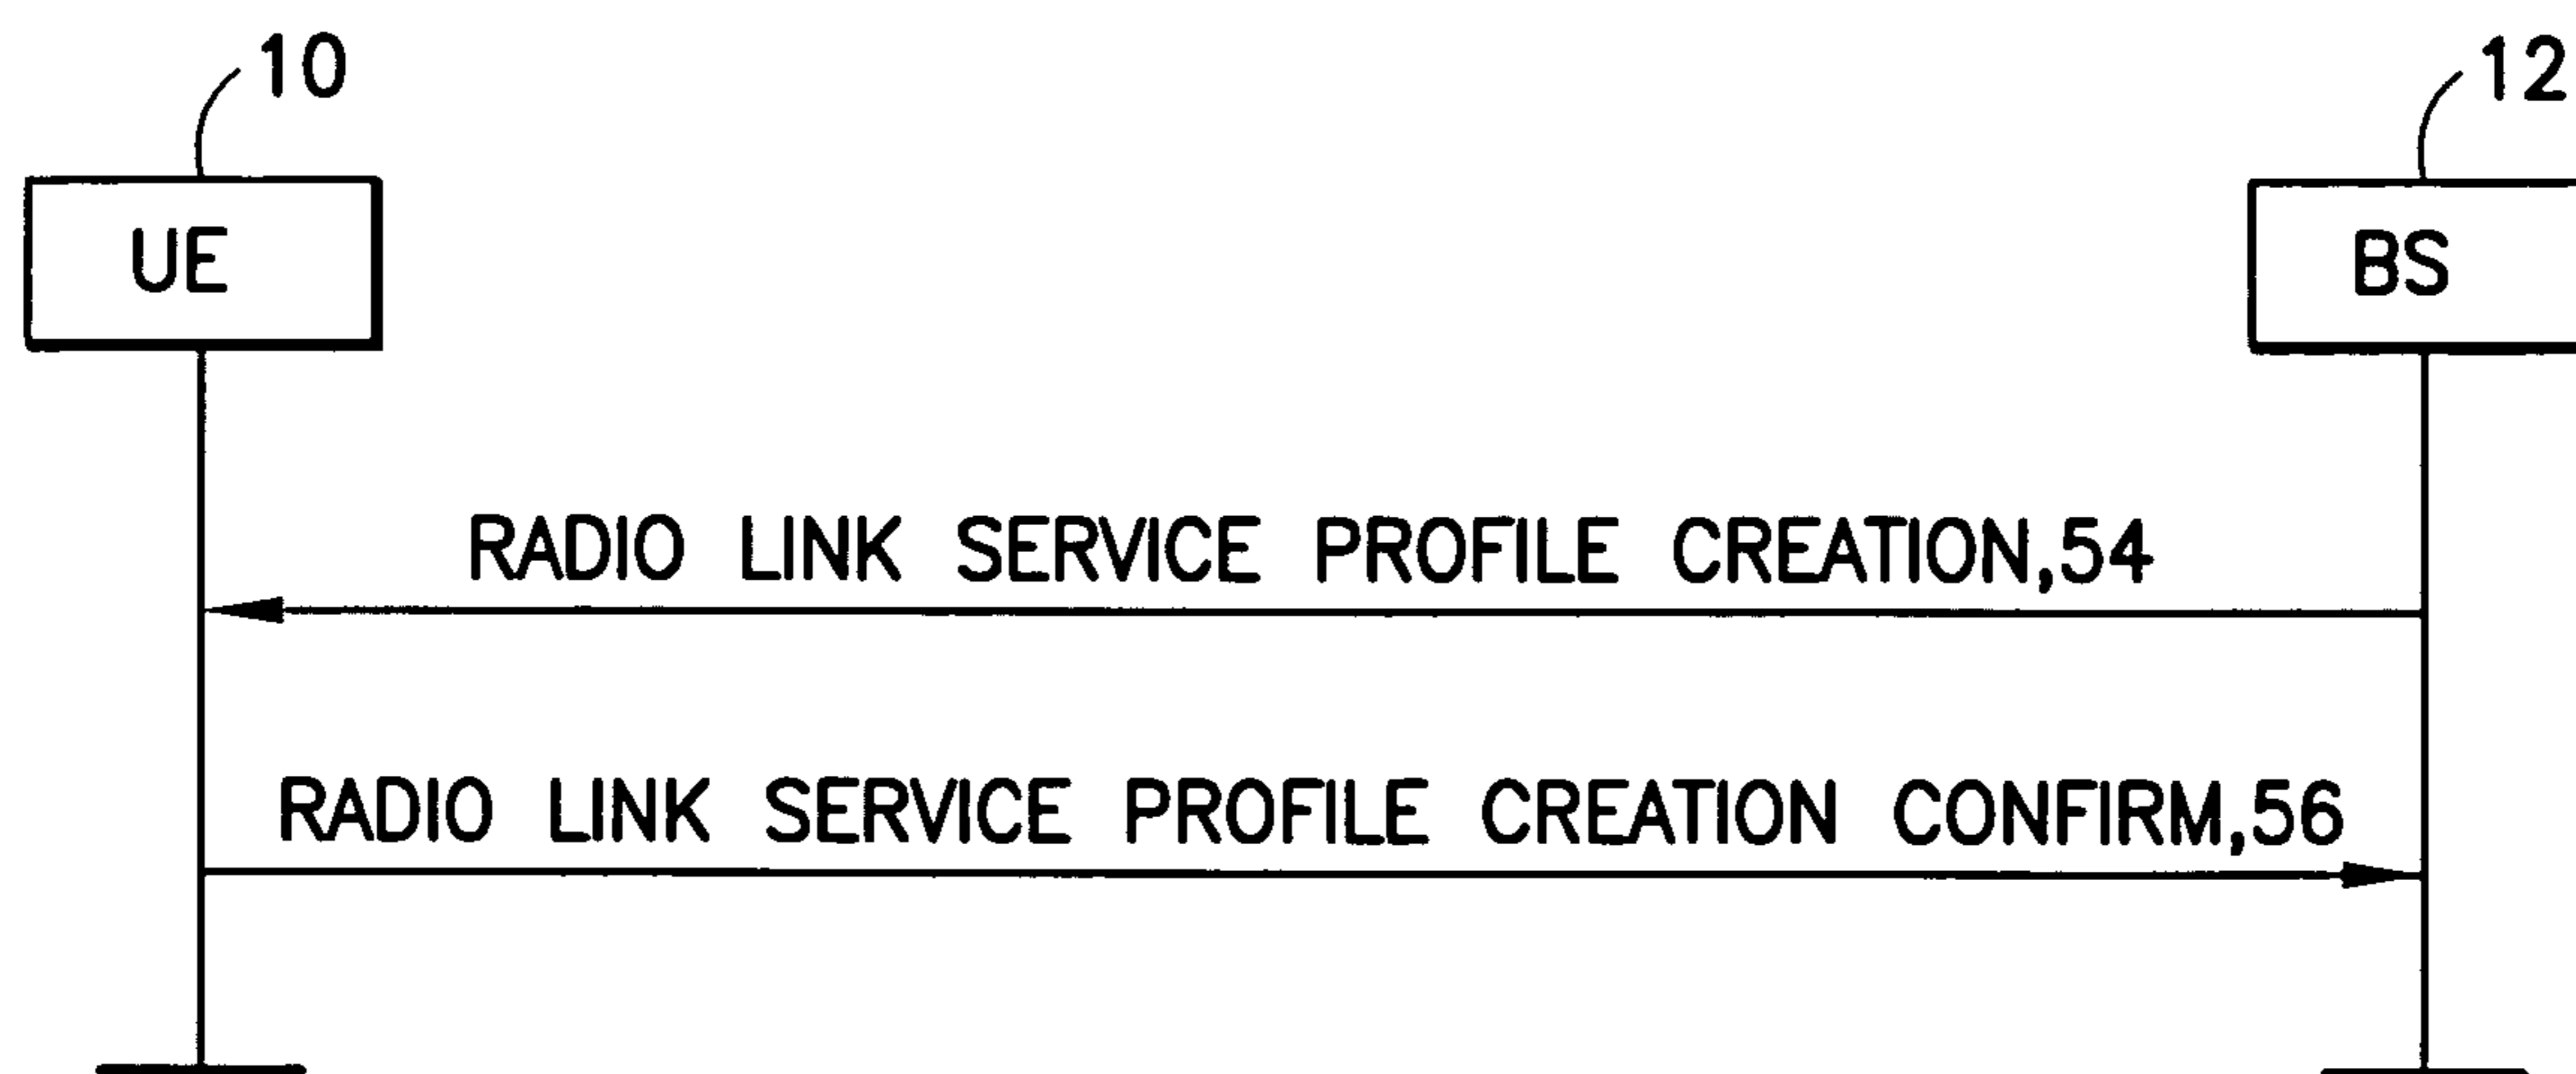 10
12
UE
BS
RADIO LINK SERVICE PROFILE CREATION,54
RADIO LINK SERVICE PROFILE CREATION CONFIRM,56